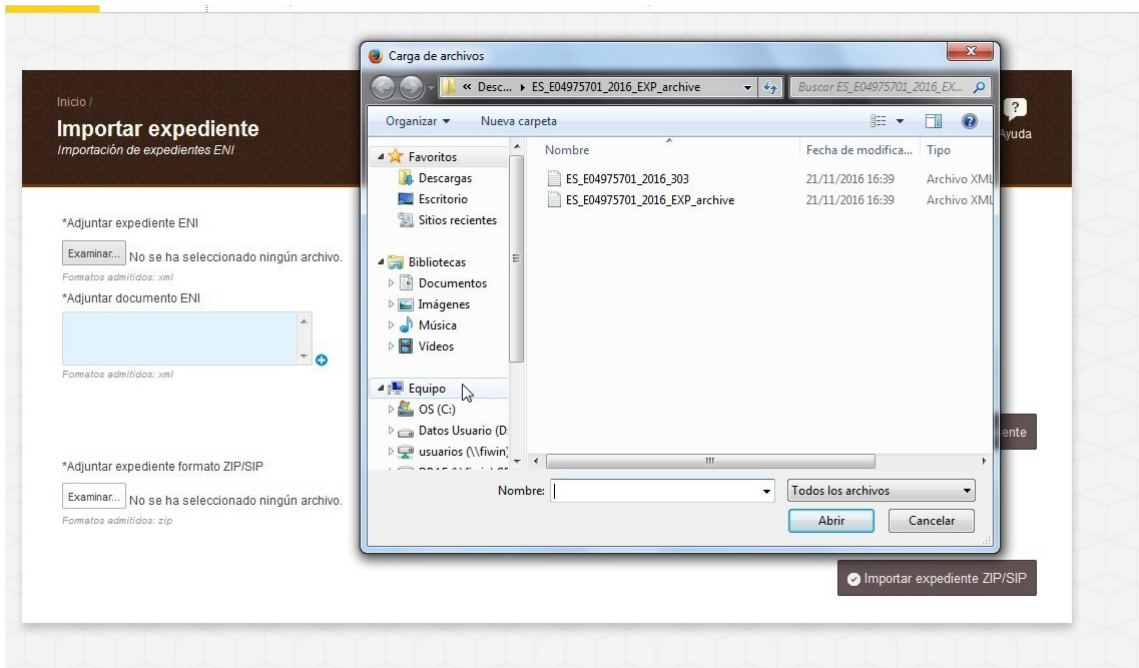 Inicio /
Importar expediente
Importación de expedientes ENI
?
Ayuda
*Adjuntar expediente ENI
Examinar... No se ha seleccionado ningún archivo.
Formatos admitidos: xml
*Adjuntar documento ENI
Formatos admitidos: xml
ente
*Adjuntar expediente formato ZIP/SIP
Examinar... No se ha seleccionado ningún archivo.
Formatos admitidos: zip
Importar expediente ZIP/SIP
Carga de archivos
« Desc... ES_E04975701_2016_EXP_archive
Buscar ES_E04975701_2016_EX...
Organizar Nueva carpeta
Favoritos
Descargas
Escritorio
Sitios recientes
Bibliotecas
Documentos
Imágenes
Música
Vídeos
Equipo
OS (C:)
Datos Usuario (D:
usuarios (\\fiwin)
Nombre Fecha de modifica... Tipo
ES_E04975701_2016_303 21/11/2016 16:39 Archivo XML
ES_E04975701_2016_EXP_archive 21/11/2016 16:39 Archivo XML
Nombre:
Todos los archivos
Abrir Cancelar